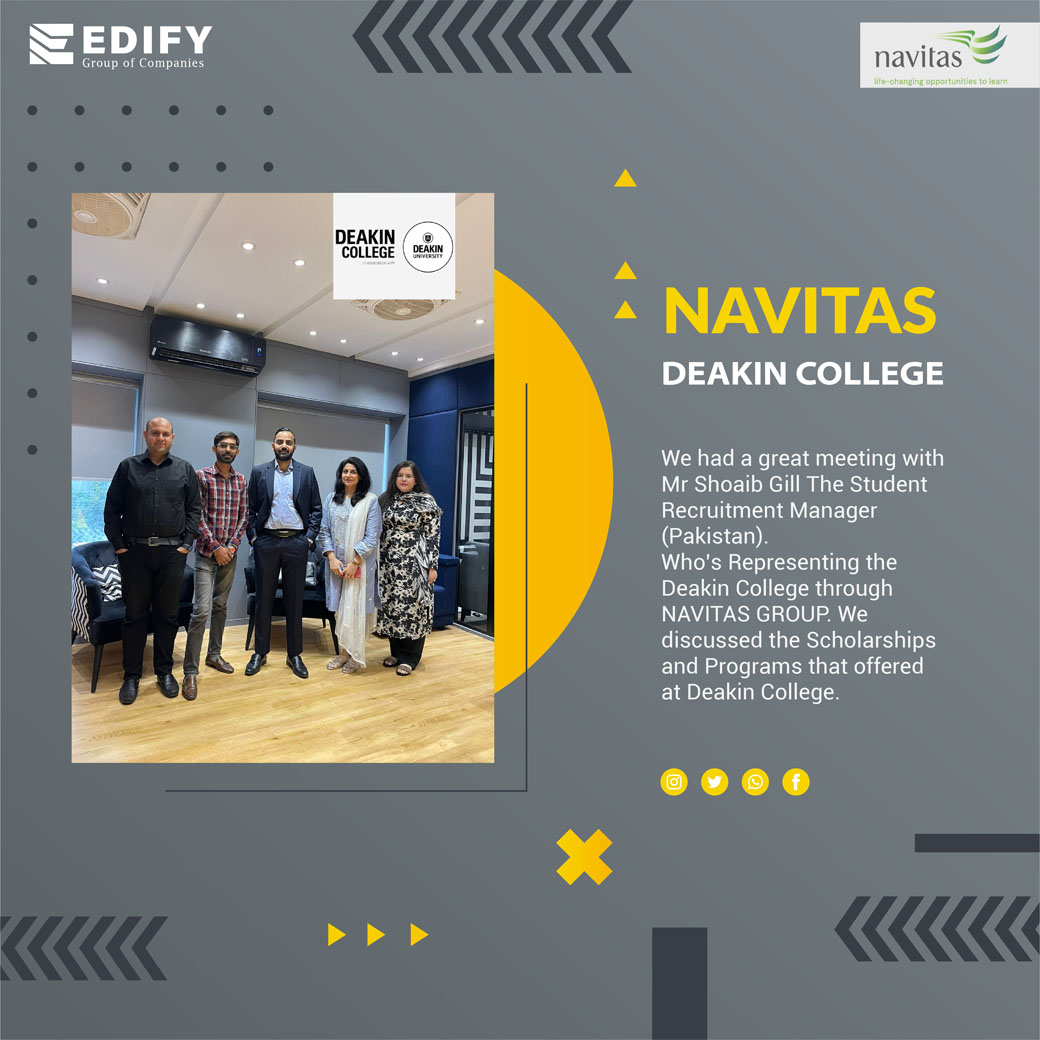 EDIFY
Group of Companies
navitas
life-changing opportunities to learn
DEAKIN
COLLEGE
DEAKIN
UNIVERSITY
NAVITAS
DEAKIN COLLEGE
We had a great meeting with
Mr Shoaib Gill The Student
Recruitment Manager
(Pakistan).
Who's Representing the
Deakin College through
NAVITAS GROUP. We
discussed the Scholarships
and Programs that offered
at Deakin College.